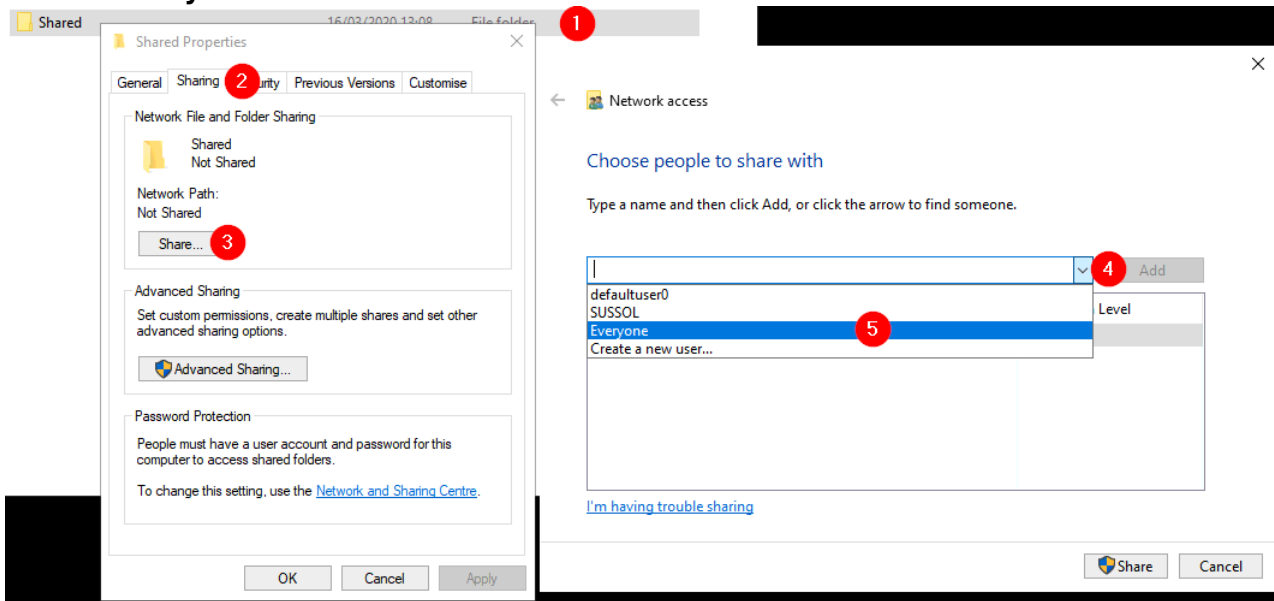 Shared 16/03/2020 13:08 File folder 1
Shared Properties
General Sharing 2 Previous Versions Customise
Network File and Folder Sharing
Shared
Not Shared
Network Path:
Not Shared
Share... 3
Advanced Sharing
Set custom permissions, create multiple shares and set other
advanced sharing options.
Advanced Sharing...
Password Protection
People must have a user account and password for this
computer to access shared folders.
To change this setting, use the Network and Sharing Centre.
OK Cancel Apply
Network access
Choose people to share with
Type a name and then click Add, or click the arrow to find someone.
4 Add
defaultuser0
SUSSOL
Everyone 5
Create a new user...
Level
I'm having trouble sharing
Share Cancel